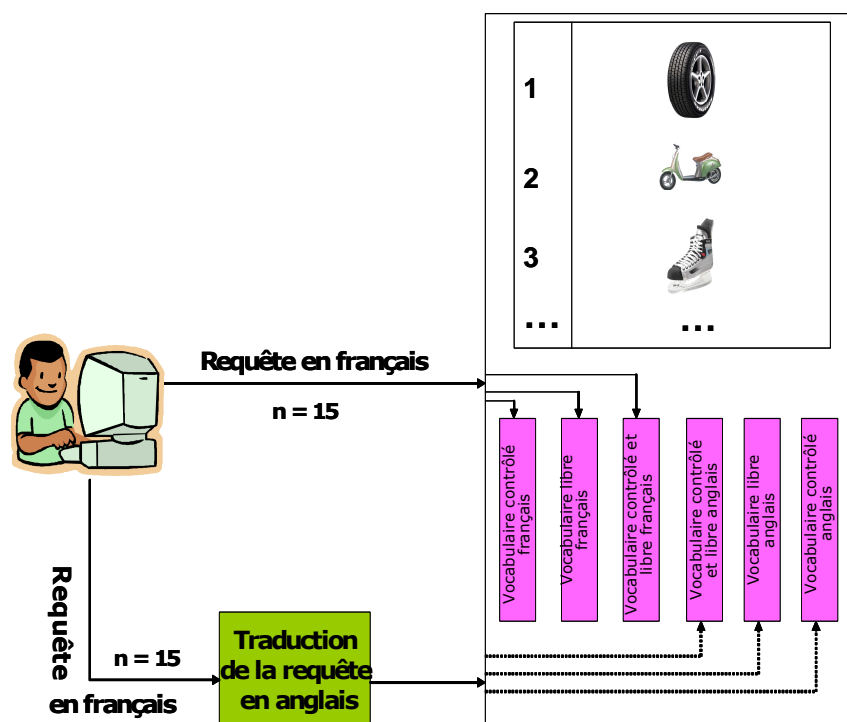 1
2
3
... ...
Requête en français
n = 15
Vocabulaire contrôlé
français
Vocabulaire libre
français
Vocabulaire contrôlé et
libre français
Vocabulaire contrôlé
et libre anglais
Vocabulaire libre
anglais
Vocabulaire contrôlé
anglais
Requête
en français
n = 15
Traduction
de la requête
en anglais